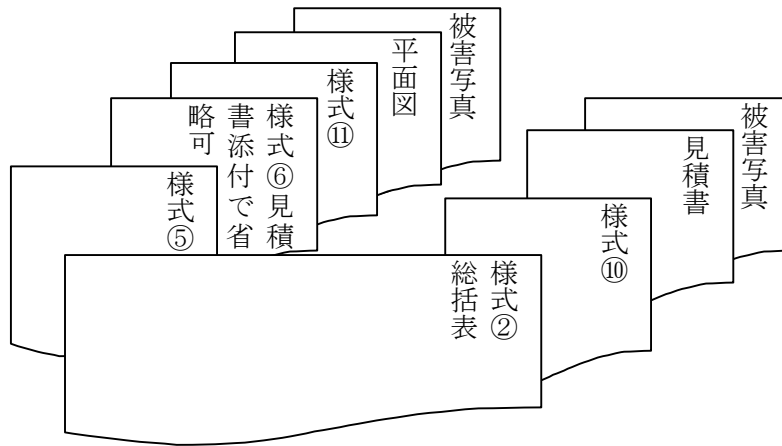 被害写真
平面図
様式⑪
様式⑥見積
書添付で省
略可
様式⑤
被害写真
見積書
様式⑩
様式②
総括表